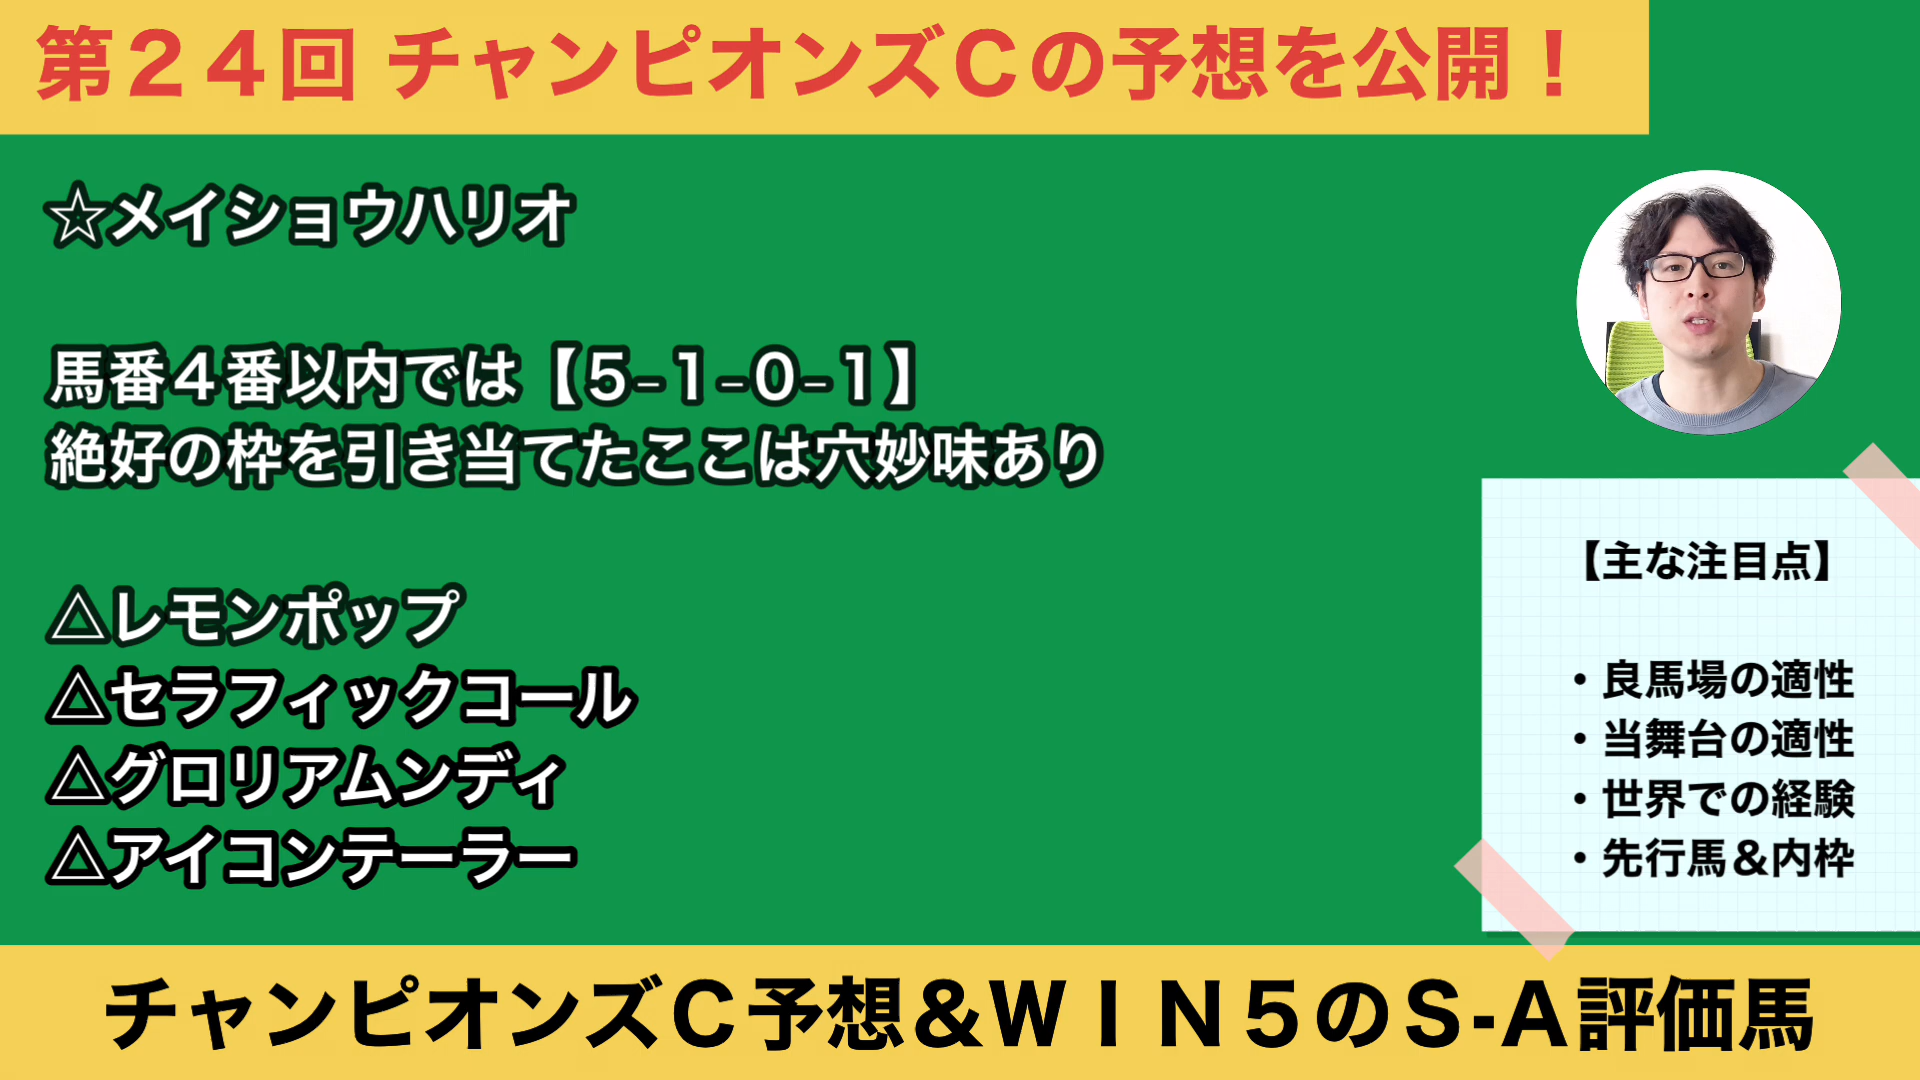 第２４回 チャンピオンズＣの予想を公開！
☆メイショウハリオ
馬番４番以内では【５−１−０−１】
絶好の枠を引き当てたここは穴妙味あり
△レモンポップ
△セラフィックコール
△グロリアムンディ
△アイコンテーラー
【主な注目点】
・良馬場の適性
・当舞台の適性
・世界での経験
・先行馬＆内枠
チャンピオンズＣ予想＆ＷＩＮ５のＳ-Ａ評価馬